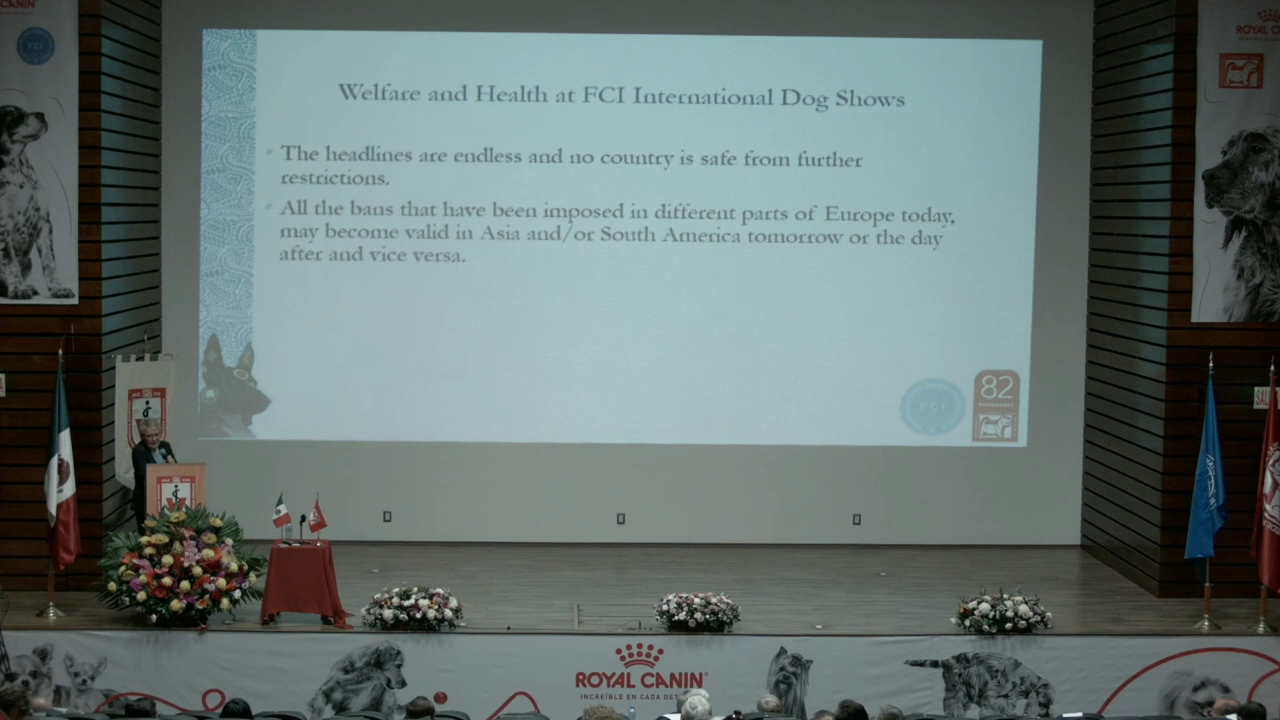 CANIN
FCI
ROYAL C
Welfare and Health at FCI International Dog Shows
The headlines are endless and no country is safe from further
restrictions.
All the bans that have been imposed in different parts of Europe today,
may become valid in Asia and/or South America tomorrow or the day
after and vice versa.
FCI
82
ROYAL CANIN
INCREÍBLE EN CADA DET